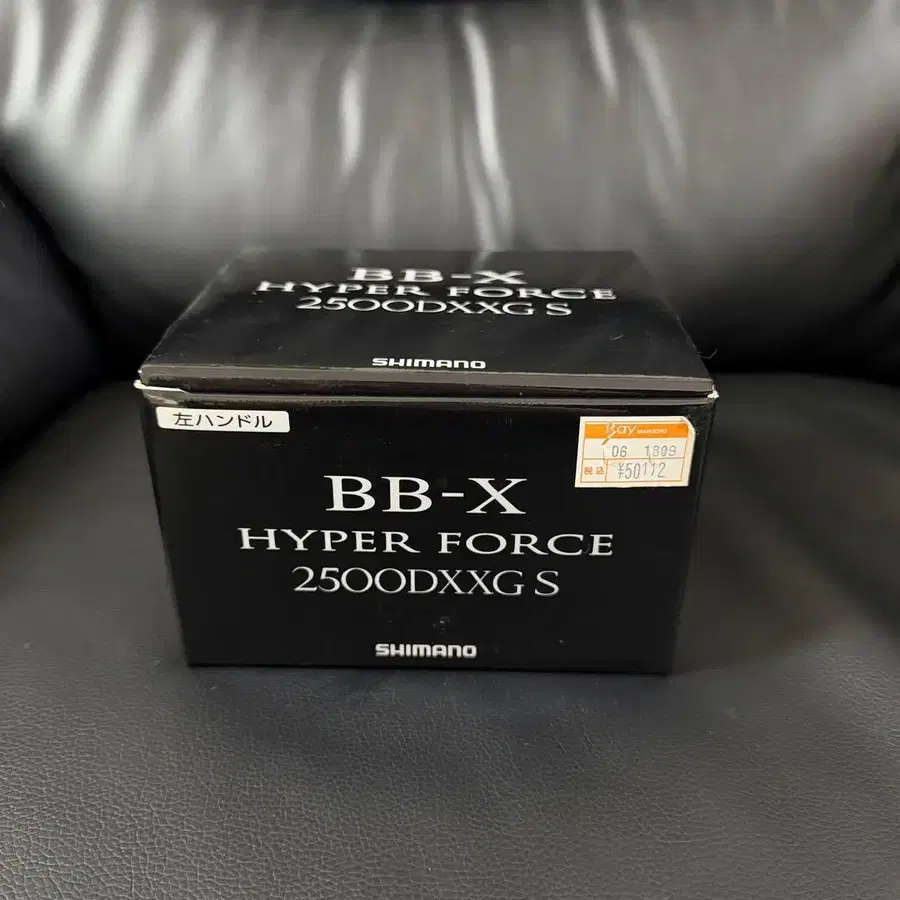 BB-X
HYPER FORCE
2500DXXG S
SHIMANO
左ハンドル
Bay
06 1809
税込 ¥50112
BB-X
HYPER FORCE
2500DXXG S
SHIMANO